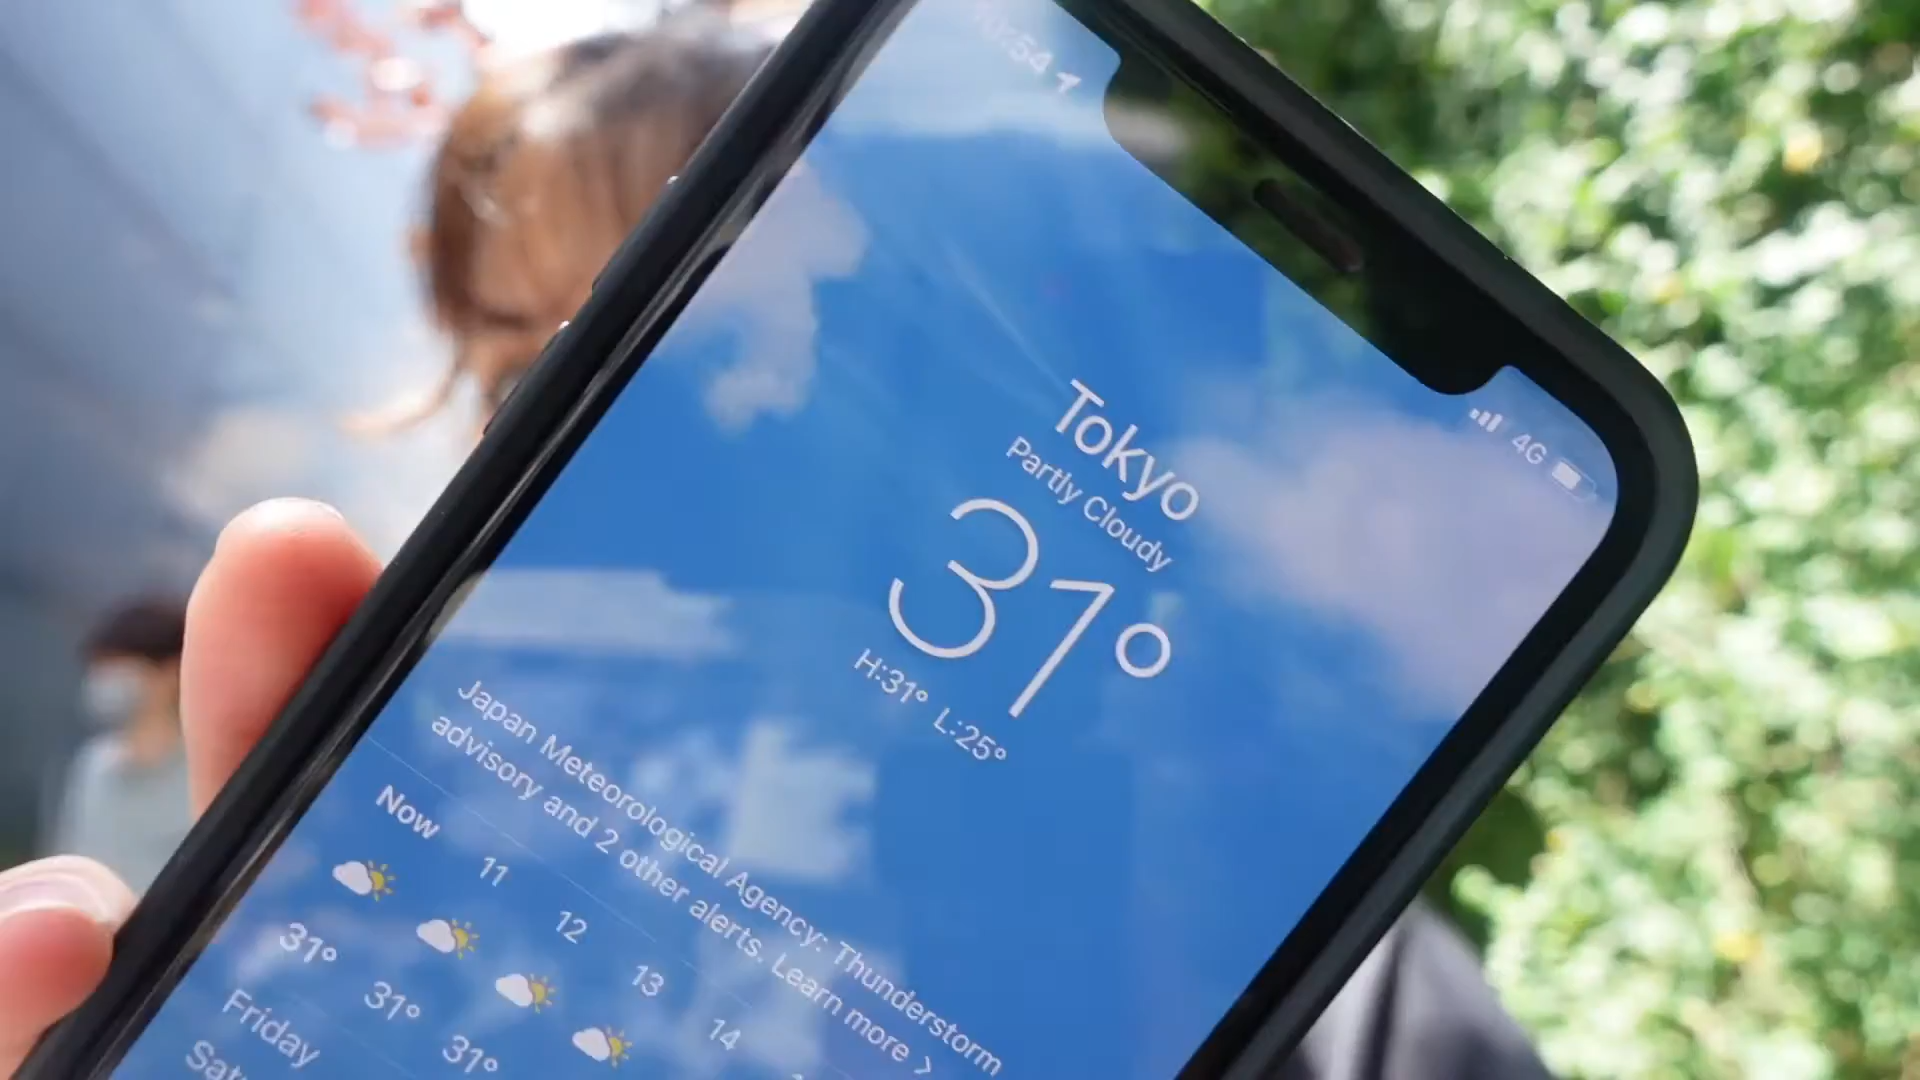 4G
Tokyo
Partly Cloudy
31°
H:31° L:25°
Japan Meteorological Agency: Thunderstorm
advisory and 2 other alerts. Learn more >
Now 11 12 13 14
31° 31° 31°
Friday